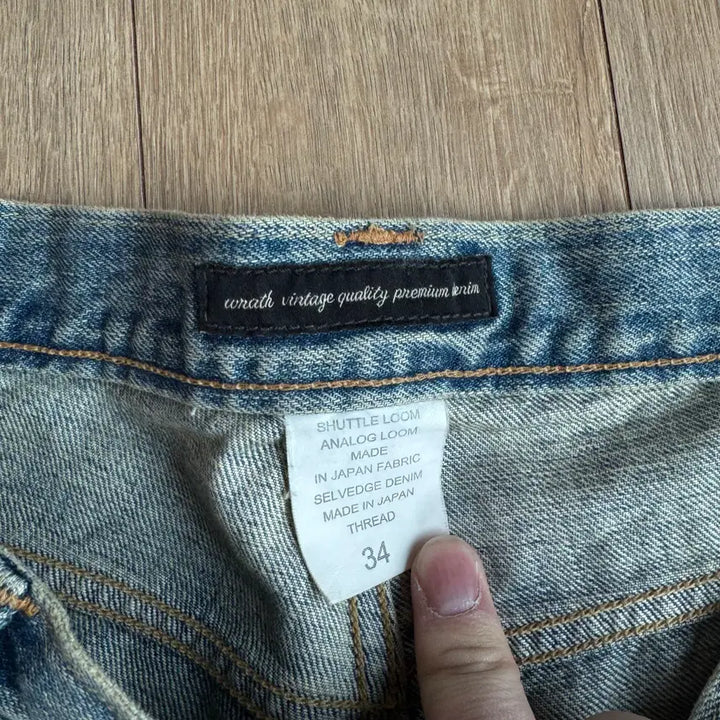 wrath vintage quality premium denim
SHUTTLE LOOM
ANALOG LOOM
MADE
IN JAPAN FABRIC
SELVEDGE DENIM
MADE IN JAPAN
THREAD
34